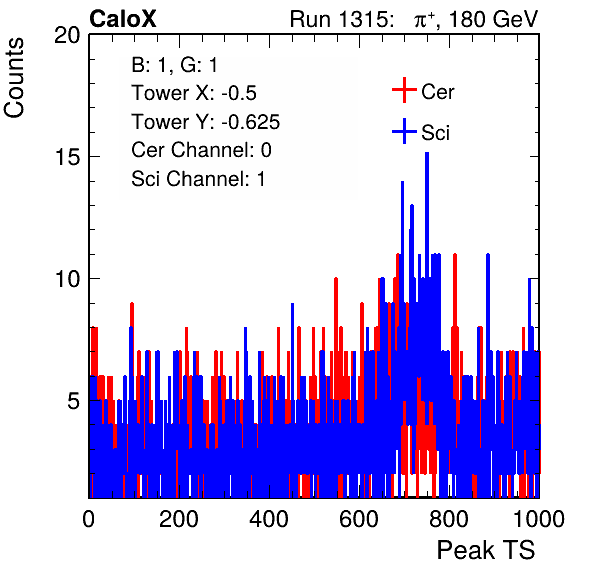 CaloX Run 1315: π+, 180 GeV
Counts
20
15
10
5
B: 1, G: 1
Tower X: -0.5
Tower Y: -0.625
Cer Channel: 0
Sci Channel: 1
Cer
Sci
0 200 400 600 800 1000
Peak TS